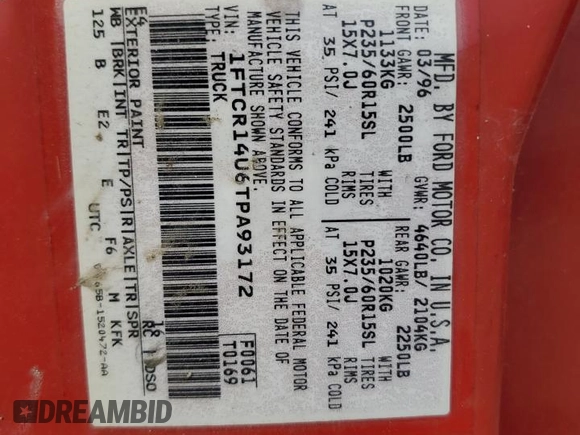 MFD. BY FORD MOTOR CO. IN U.S.A.
03/96 GVWR: 4640LB/ 2104KG
FRONT GAWR: 2500LB REAR GAWR: 2250LB
1133KG WITH 1020KG WITH
P235/60R15SL TIRES P235/60R15SL TIRES
15X7.0J RIMS 15X7.0J RIMS
AT 35 PSI/ 241 kPa COLD AT 35 PSI/ 241 kPa COLD
THIS VEHICLE CONFORMS TO ALL APPLICABLE FEDERAL MOTOR
VEHICLE SAFETY STANDARDS IN EFFECT ON THE DATE OF
MANUFACTURE SHOWN ABOVE.
VIN: 1FTCR14U6TPA93172 F0061
TYPE: TRUCK T0169
EXTERIOR PAINT
E4 16 RC DSO
WB BRK INT TR TP/PS R AXLE TR SPR
125 B E2 E F6 M KFK
UTC
DREAMBID